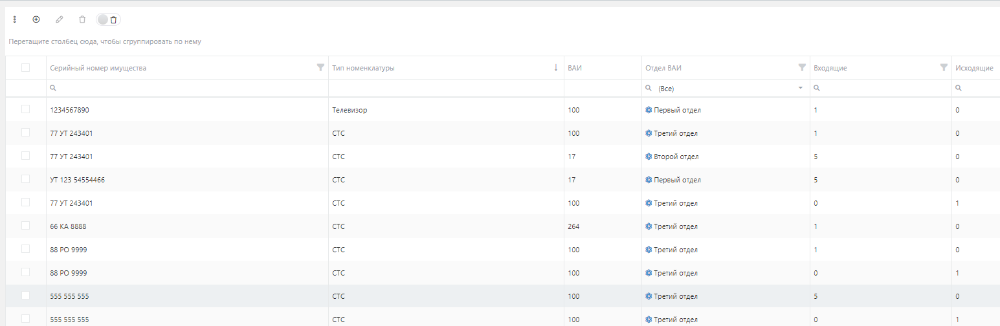 Перетащите столбец сюда, чтобы сгруппировать по нему
Серийный номер имущества Тип номенклатуры ВАИ Отдел ВАИ Входящие Исходящие
(Все)
1234567890 Телевизор 100 Первый отдел 1 0
77 УТ 243401 СТС 100 Третий отдел 1 0
77 УТ 243401 СТС 17 Второй отдел 5 0
УТ 123 54554466 СТС 17 Первый отдел 5 0
77 УТ 243401 СТС 100 Третий отдел 0 1
66 КА 8888 СТС 264 Третий отдел 1 0
88 РО 9999 СТС 100 Третий отдел 1 0
88 РО 9999 СТС 100 Третий отдел 0 1
555 555 555 СТС 100 Третий отдел 5 0
555 555 555 СТС 100 Третий отдел 0 1